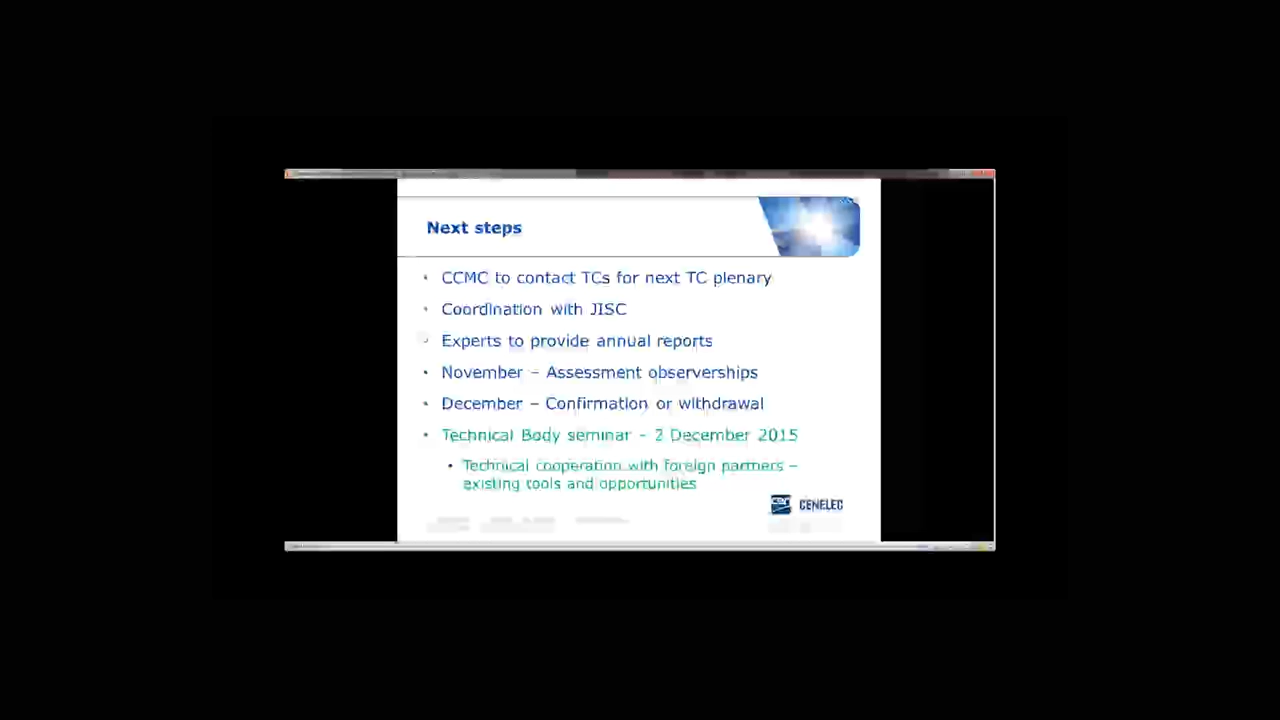 Next steps
• CCMC to contact TCs for next TC plenary
• Coordination with JISC
• Experts to provide annual reports
• November – Assessment observerships
• December – Confirmation or withdrawal
• Technical Body seminar – 2 December 2015
• Technical cooperation with foreign partners –
existing tools and opportunities
cen CENELEC